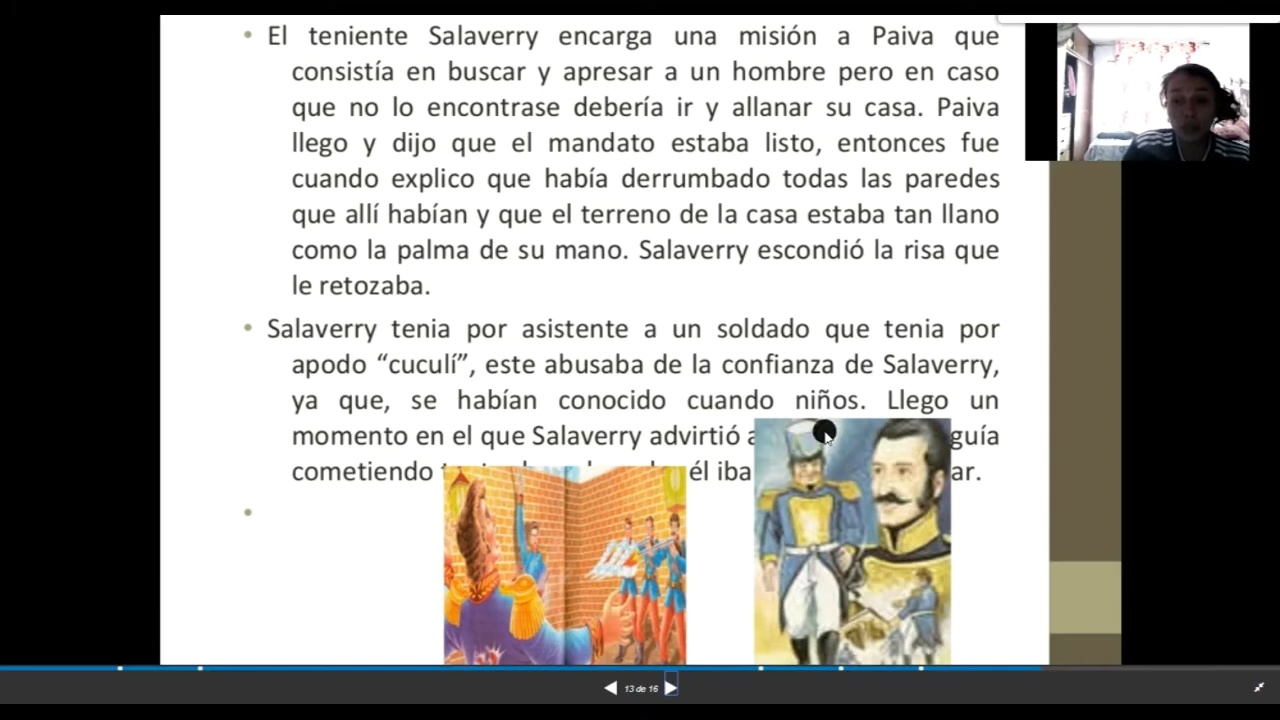 • El teniente Salaverry encarga una misión a Paiva que
consistía en buscar y apresar a un hombre pero en caso
que no lo encontrase debería ir y allanar su casa. Paiva
llego y dijo que el mandato estaba listo, entonces fue
cuando explico que había derrumbado todas las paredes
que allí habían y que el terreno de la casa estaba tan llano
como la palma de su mano. Salaverry escondió la risa que
le retozaba.
• Salaverry tenia por asistente a un soldado que tenia por
apodo “cuculí”, este abusaba de la confianza de Salaverry,
ya que, se habían conocido cuando niños. Llego un
momento en el que Salaverry advirtió
cometiendo él iba
•
13 de 16